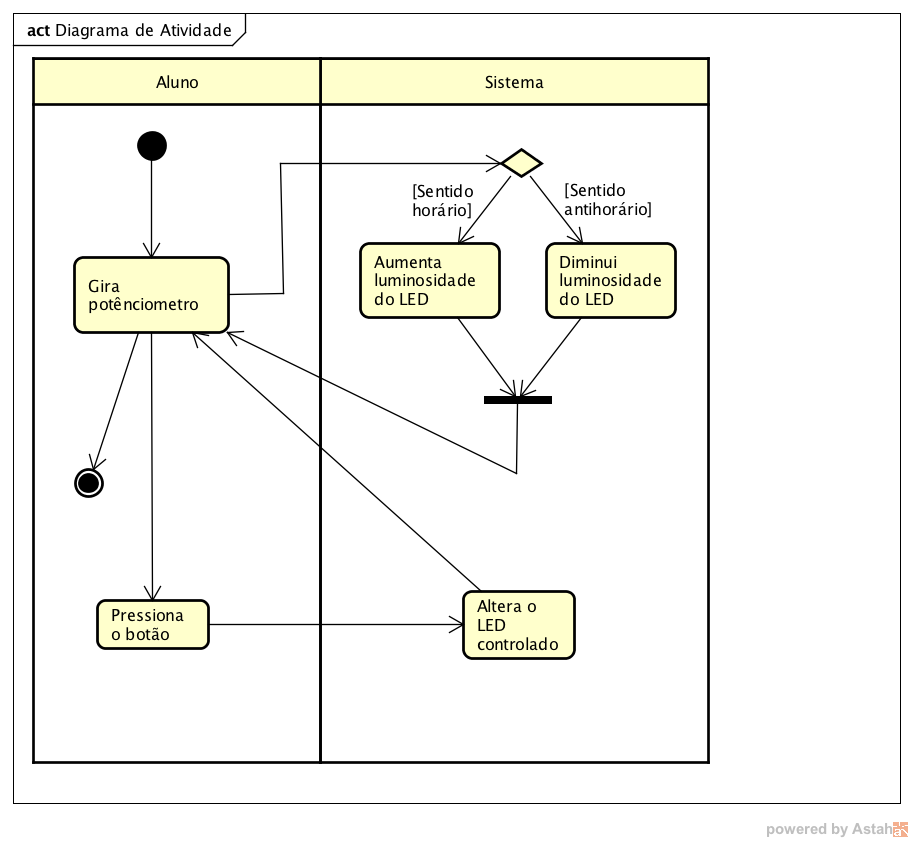 act Diagrama de Atividade
Aluno
Sistema
[Sentido
horário]
[Sentido
antihorário]
Gira
potênciometro
Aumenta
luminosidade
do LED
Diminui
luminosidade
do LED
Pressiona
o botão
Altera o
LED
controlado
powered by Astah